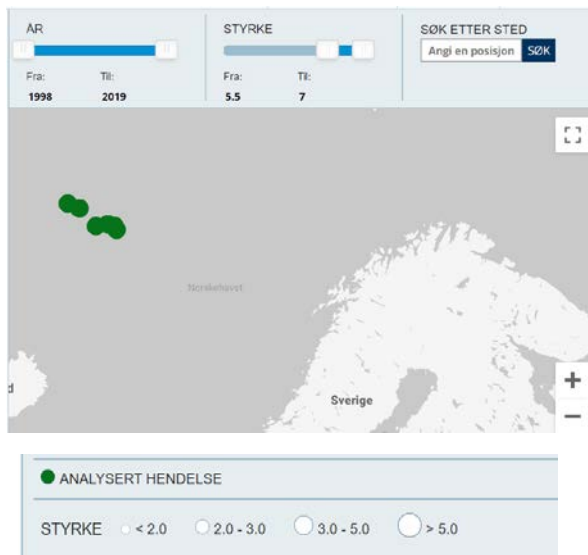 ÅR
Fra: Til:
1998 2019
STYRKE
Fra: Til:
5.5 7
SØK ETTER STED
Angi en posisjon SØK
Norskehavet
Sverige
d
+
−
ANALYSERT HENDELSE
STYRKE < 2.0 2.0 - 3.0 3.0 - 5.0 > 5.0